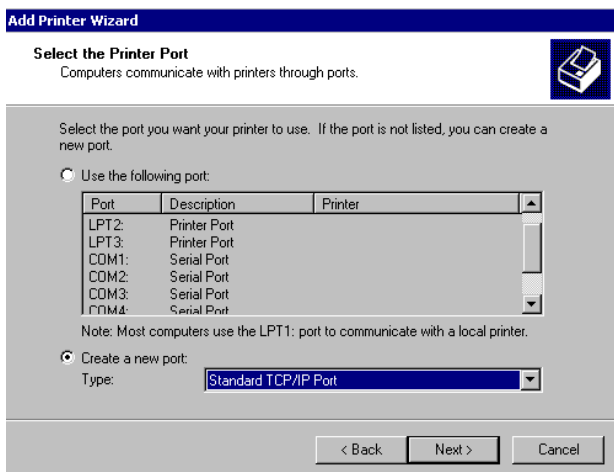 Add Printer Wizard
Select the Printer Port
Computers communicate with printers through ports.
Select the port you want your printer to use. If the port is not listed, you can create a
new port.
Use the following port:
Port Description Printer
LPT2: Printer Port
LPT3: Printer Port
COM1: Serial Port
COM2: Serial Port
COM3: Serial Port
COM4: Serial Port
Note: Most computers use the LPT1: port to communicate with a local printer.
Create a new port:
Type: Standard TCP/IP Port
< Back Next > Cancel